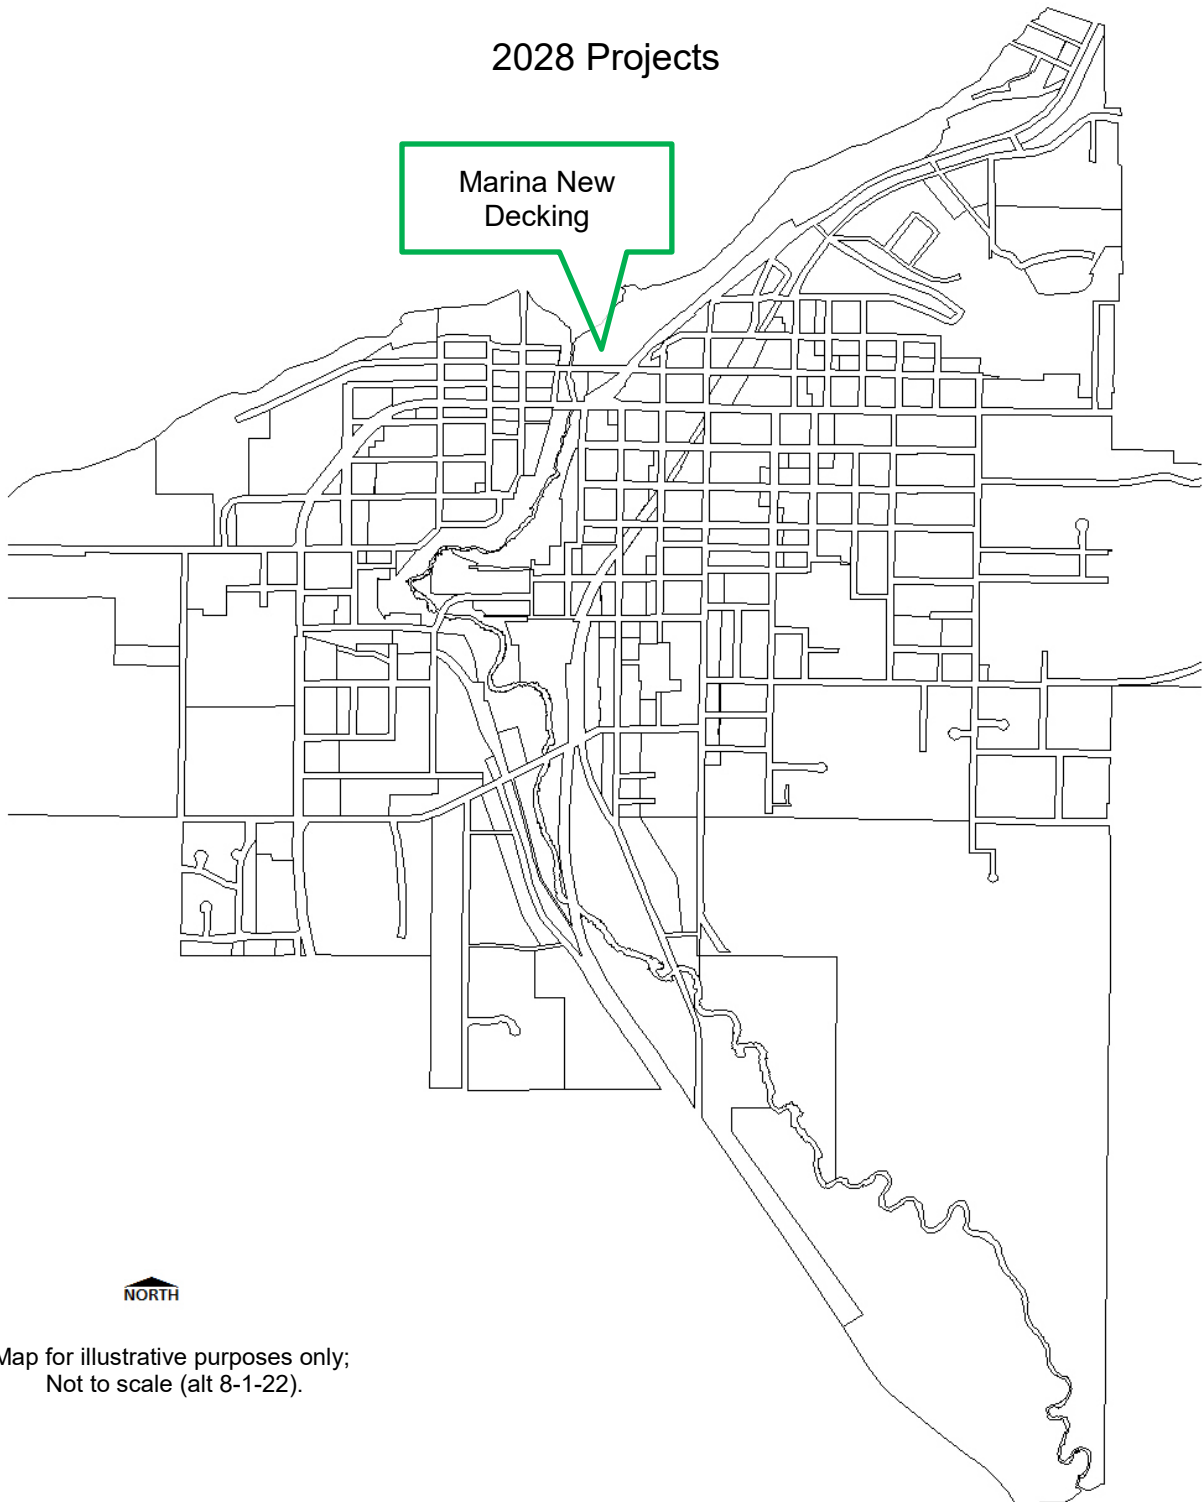 2028 Projects
Marina New
Decking
NORTH
Map for illustrative purposes only;
Not to scale (alt 8-1-22).